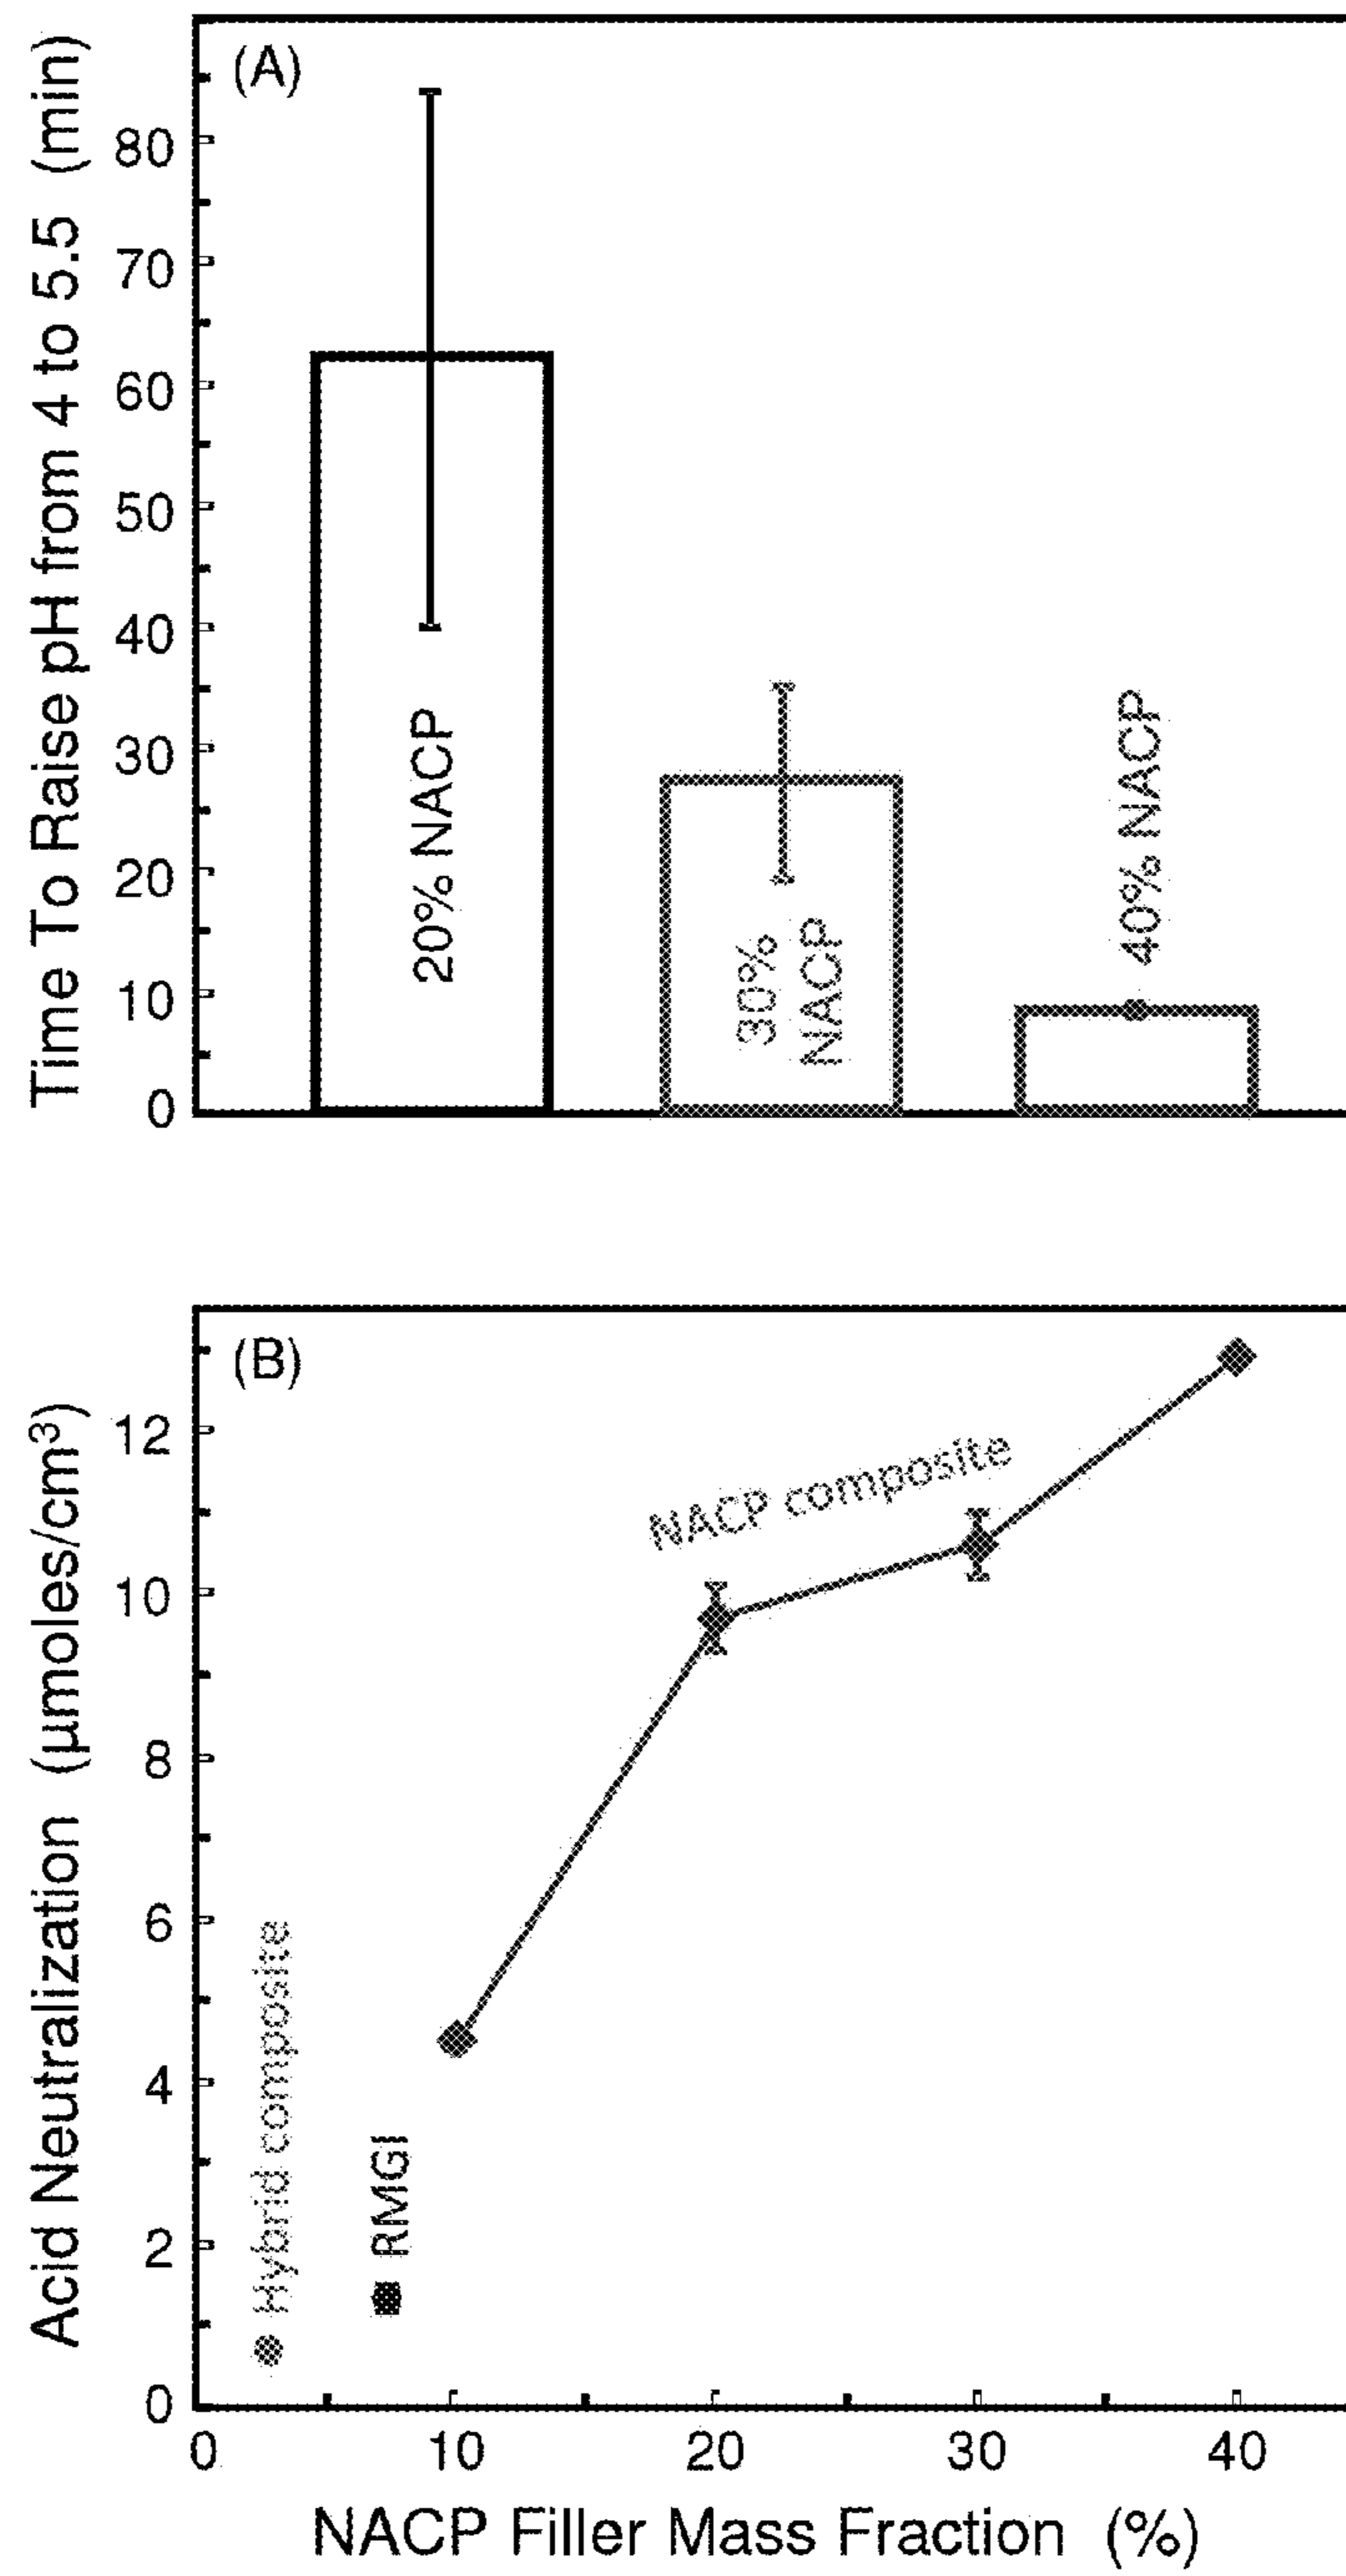 (A)
Time To Raise pH from 4 to 5.5 (min)
80
70
60
50
40
30
20
10
0
20% NACP
30%
NACP
40% NACP
(B)
Acid Neutralization (µmoles/cm³)
12
10
8
6
4
2
0
NACP composite
Hybrid composite
RMGI
0 10 20 30 40
NACP Filler Mass Fraction (%)